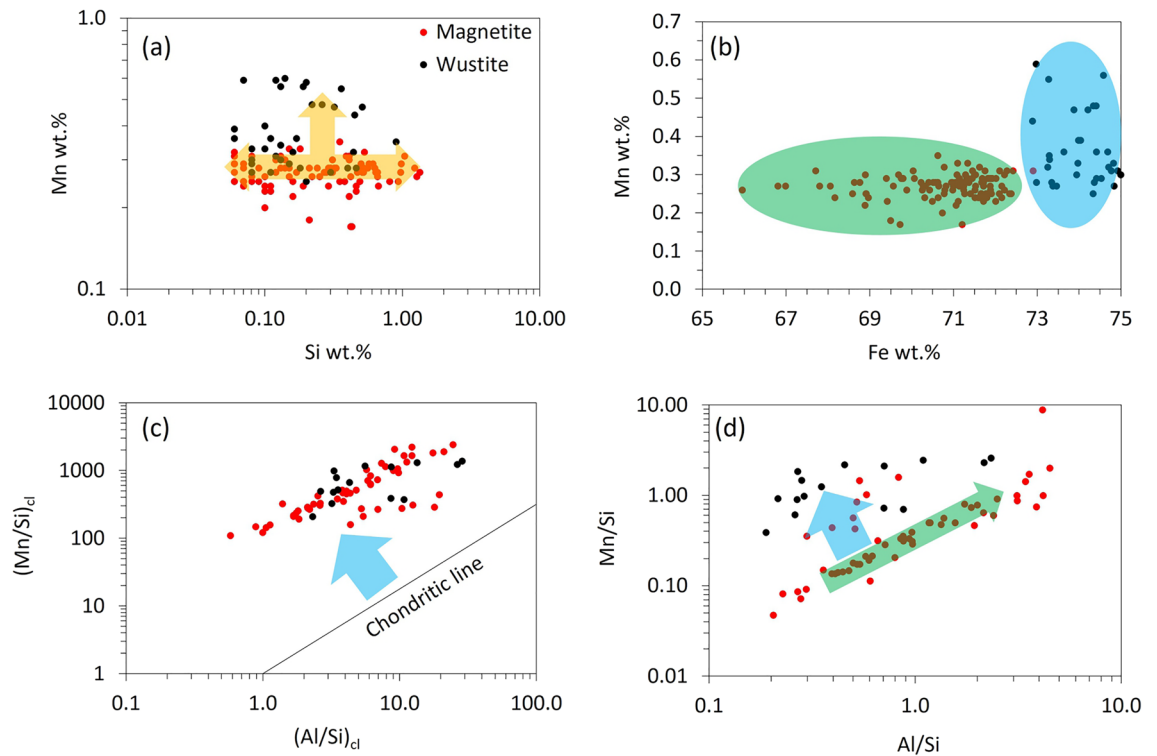 1.0
(a)
Magnetite
Wustite
Mn wt.%
0.1
0.01
0.10
1.00
10.00
Si wt.%
0.7
(b)
0.6
0.5
0.4
0.3
0.2
0.1
0.0
Mn wt.%
65
67
69
71
73
75
Fe wt.%
10000
(c)
1000
100
10
1
(Mn/Si)cl
Chondritic line
0.1
1.0
10.0
100.0
(Al/Si)cl
10.00
(d)
1.00
0.10
0.01
Mn/Si
0.1
1.0
10.0
Al/Si